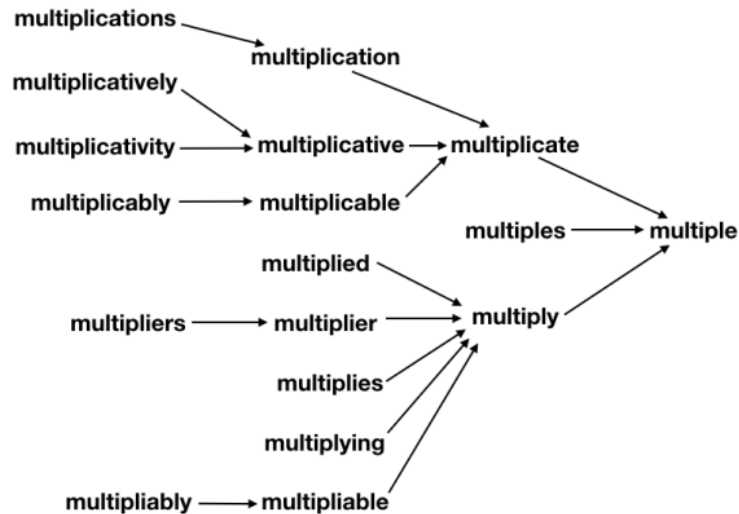 multiplications
multiplication
multiplicatively
multiplicativity
multiplicative
multiplicate
multiplicably
multiplicable
multiples
multiple
multiplied
multipliers
multiplier
multiply
multiplies
multiplying
multipliably
multipliable